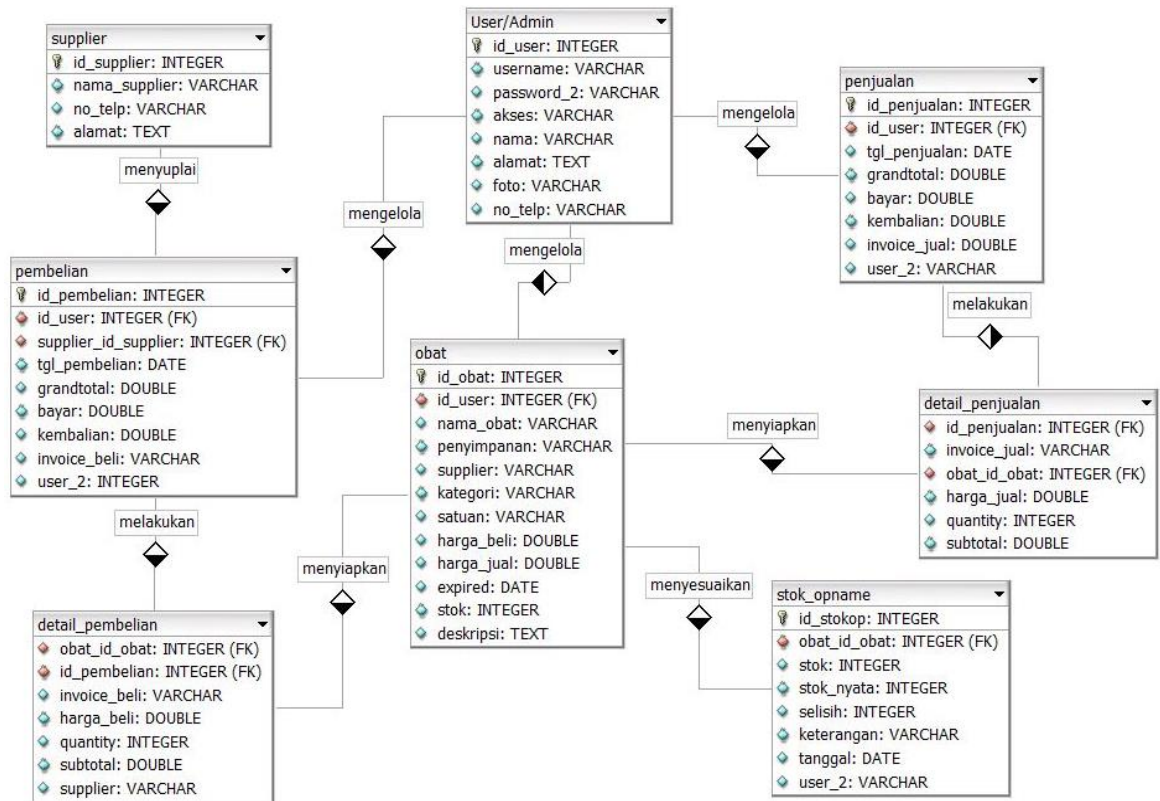 supplier
id_supplier: INTEGER
nama_supplier: VARCHAR
no_telp: VARCHAR
alamat: TEXT
menyuplai
User/Admin
id_user: INTEGER
username: VARCHAR
password_2: VARCHAR
akses: VARCHAR
nama: VARCHAR
alamat: TEXT
foto: VARCHAR
no_telp: VARCHAR
mengelola
mengelola
mengelola
penjualan
id_penjualan: INTEGER
id_user: INTEGER (FK)
tgl_penjualan: DATE
grandtotal: DOUBLE
bayar: DOUBLE
kembalian: DOUBLE
invoice_jual: DOUBLE
user_2: VARCHAR
melakukan
pembelian
id_pembelian: INTEGER
id_user: INTEGER (FK)
supplier_id_supplier: INTEGER (FK)
tgl_pembelian: DATE
grandtotal: DOUBLE
bayar: DOUBLE
kembalian: DOUBLE
invoice_beli: VARCHAR
user_2: INTEGER
melakukan
obat
id_obat: INTEGER
id_user: INTEGER (FK)
nama_obat: VARCHAR
penyimpanan: VARCHAR
supplier: VARCHAR
kategori: VARCHAR
satuan: VARCHAR
harga_beli: DOUBLE
harga_jual: DOUBLE
expired: DATE
stok: INTEGER
deskripsi: TEXT
menyiapkan
menyiapkan
menyesuaikan
detail_penjualan
id_penjualan: INTEGER (FK)
invoice_jual: VARCHAR
obat_id_obat: INTEGER (FK)
harga_jual: DOUBLE
quantity: INTEGER
subtotal: DOUBLE
detail_pembelian
obat_id_obat: INTEGER (FK)
id_pembelian: INTEGER (FK)
invoice_beli: VARCHAR
harga_beli: DOUBLE
quantity: INTEGER
subtotal: DOUBLE
supplier: VARCHAR
stok_opname
id_stokop: INTEGER
obat_id_obat: INTEGER (FK)
stok: INTEGER
stok_nyata: INTEGER
selisih: INTEGER
keterangan: VARCHAR
tanggal: DATE
user_2: VARCHAR